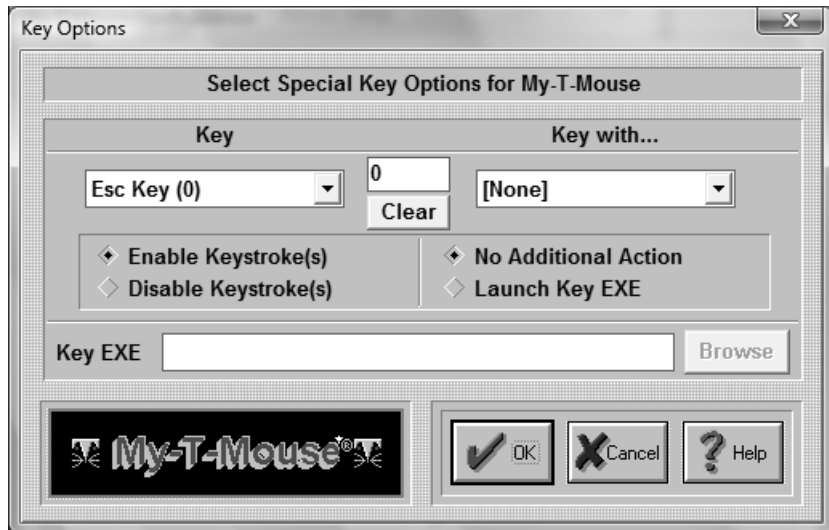 Key Options
Select Special Key Options for My-T-Mouse
Key Key with...
Esc Key (0) 0 [None]
Clear
Enable Keystroke(s) No Additional Action
Disable Keystroke(s) Launch Key EXE
Key EXE Browse
My-T-Mouse® OK Cancel Help